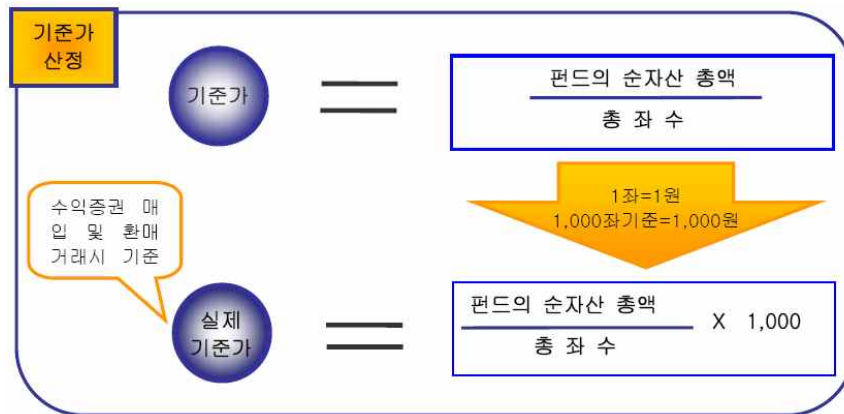 기준가
산정
기준가
펀드의 순자산 총액
총 좌 수
1좌=1원
1,000좌기준=1,000원
수익증권 매
입 및 환매
거래시 기준
실제
기준가
펀드의 순자산 총액
총 좌 수
X 1,000